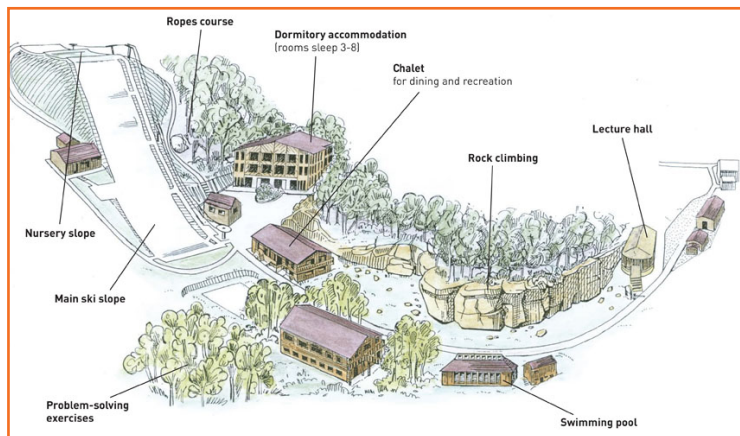 Ropes course
Dormitory accommodation
(rooms sleep 3-8)
Chalet
for dining and recreation
Lecture hall
Rock climbing
Nursery slope
Main ski slope
Problem-solving
exercises
Swimming pool